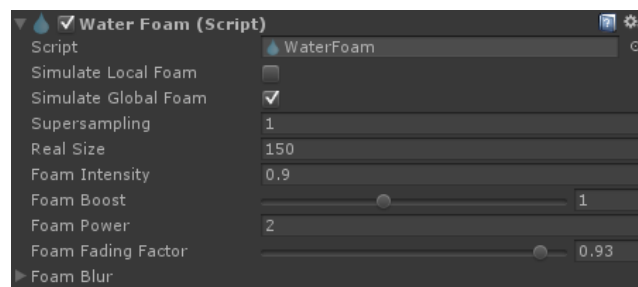 Water Foam (Script)
Script WaterFoam
Simulate Local Foam
Simulate Global Foam
Supersampling 1
Real Size 150
Foam Intensity 0.9
Foam Boost 1
Foam Power 2
Foam Fading Factor 0.93
Foam Blur